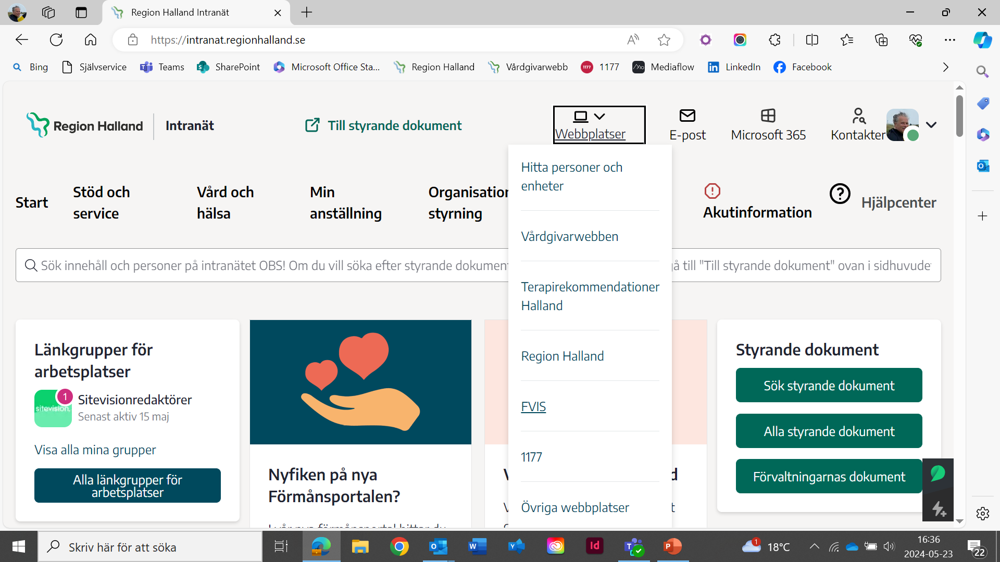 Region Halland Intranät
https://intranat.regionhalland.se
Bing
Självservice
Teams
SharePoint
Microsoft Office Sta...
Region Halland
Vårdgivarwebb
1177
1177
Mediaflow
LinkedIn
Facebook
Region Halland
Intranät
Till styrande dokument
Webbplatser
E-post
Microsoft 365
Kontakter
Hitta personer och
enheter
Vårdgivarwebben
Terapirekommendationer
Halland
Region Halland
FVIS
1177
Övriga webbplatser
Start
Stöd och
service
Vård och
hälsa
Min
anställning
Organisation
styrning
Akutinformation
Hjälpcenter
Sök innehåll och personer på intranätet OBS! Om du vill söka efter styrande dokumen
å till "Till styrande dokument" ovan i sidhuvude
Länkgrupper för
arbetsplatser
1
sitevision
Sitevisionredaktörer
Senast aktiv 15 maj
Visa alla mina grupper
Alla länkgrupper för
arbetsplatser
Nyfiken på nya
Förmånsportalen?
Styrande dokument
Sök styrande dokument
Alla styrande dokument
Förvaltningarnas dokument
Skriv här för att söka
Id
1
18°C
16:36
2024-05-23
22